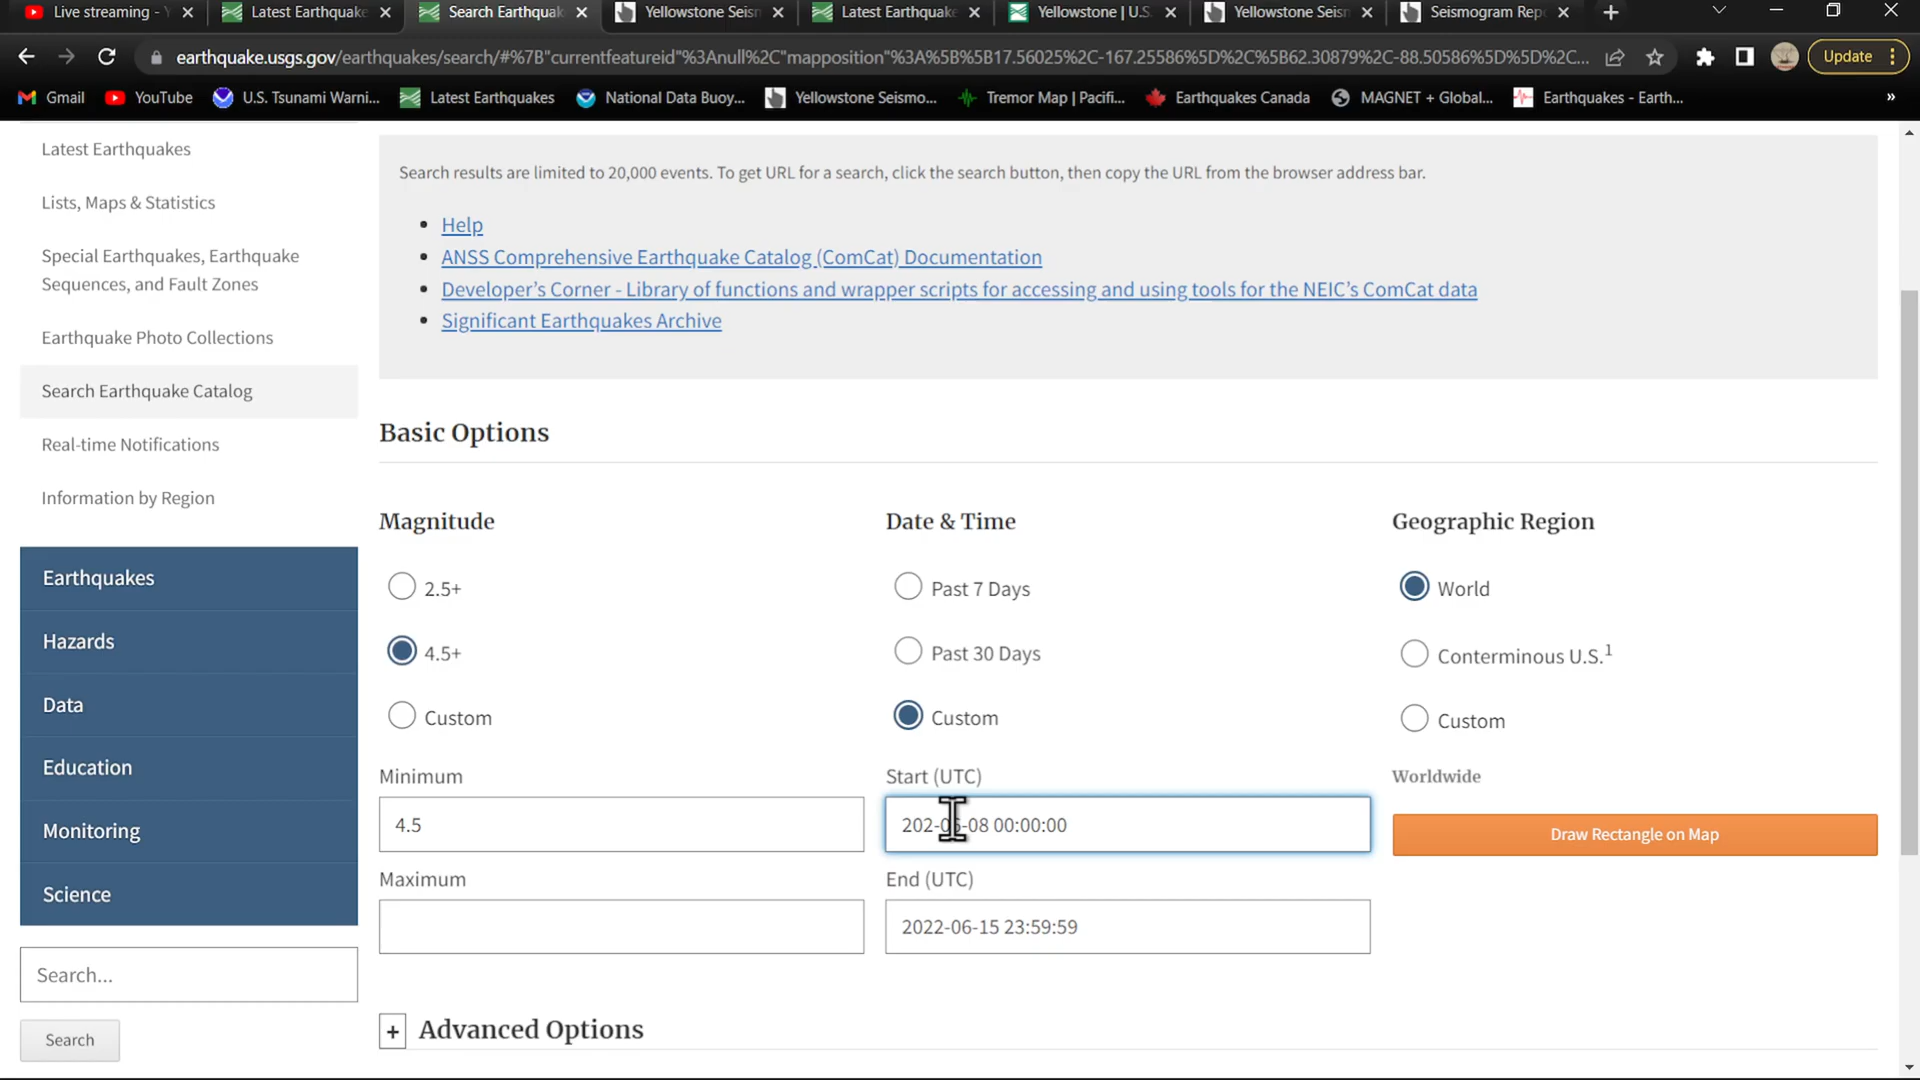 Live streaming - Y
Latest Earthquake
Search Earthquak
Yellowstone Seism
Latest Earthquake
Yellowstone | U.S.
Yellowstone Seism
Seismogram Repo
earthquake.usgs.gov/earthquakes/search/#%7B"currentfeatureid"%3Anull%2C"mapposition"%3A%5B%5B17.56025%2C-167.25586%5D%2C%5B62.30879%2C-88.50586%5D%5D%2C...
Update
Gmail
YouTube
U.S. Tsunami Warni...
Latest Earthquakes
National Data Buoy...
Yellowstone Seismo...
Tremor Map | Pacifi...
Earthquakes Canada
MAGNET + Global...
Earthquakes - Earth...
»
Latest Earthquakes
Lists, Maps & Statistics
Special Earthquakes, Earthquake
Sequences, and Fault Zones
Earthquake Photo Collections
Search Earthquake Catalog
Real-time Notifications
Information by Region
Earthquakes
Hazards
Data
Education
Monitoring
Science
Search...
Search
Search results are limited to 20,000 events. To get URL for a search, click the search button, then copy the URL from the browser address bar.
• Help
• ANSS Comprehensive Earthquake Catalog (ComCat) Documentation
• Developer's Corner - Library of functions and wrapper scripts for accessing and using tools for the NEIC's ComCat data
• Significant Earthquakes Archive
Basic Options
Magnitude
2.5+
4.5+
Custom
Minimum
4.5
Maximum
Date & Time
Past 7 Days
Past 30 Days
Custom
Start (UTC)
202-06-08 00:00:00
End (UTC)
2022-06-15 23:59:59
Geographic Region
World
Conterminous U.S.1
Custom
Worldwide
Draw Rectangle on Map
+ Advanced Options